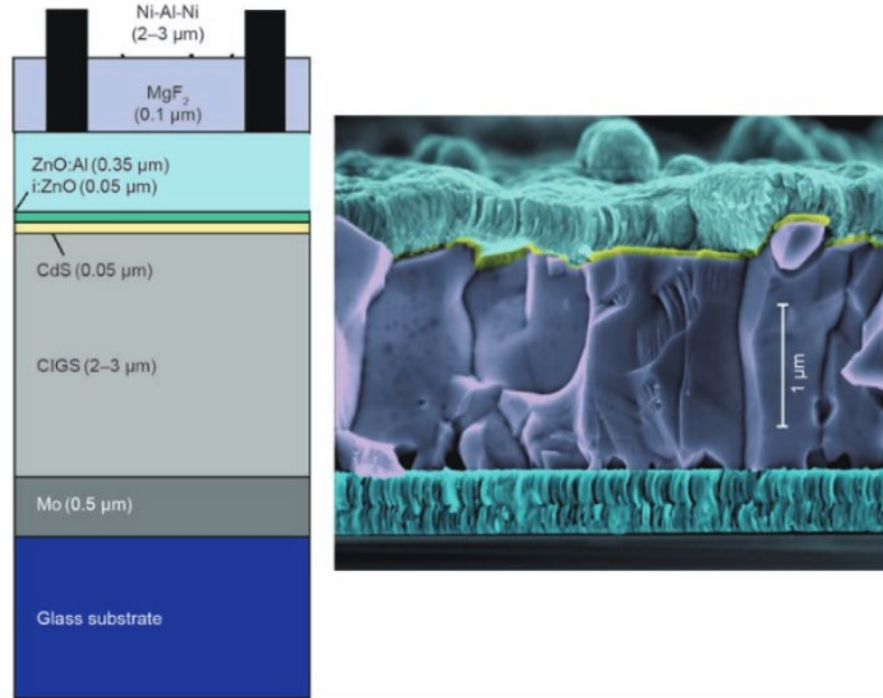 Ni-Al-Ni
(2–3 µm)
MgF₂
(0.1 µm)
ZnO:Al (0.35 µm)
i:ZnO (0.05 µm)
CdS (0.05 µm)
CIGS (2–3 µm)
Mo (0.5 µm)
Glass substrate
1 µm